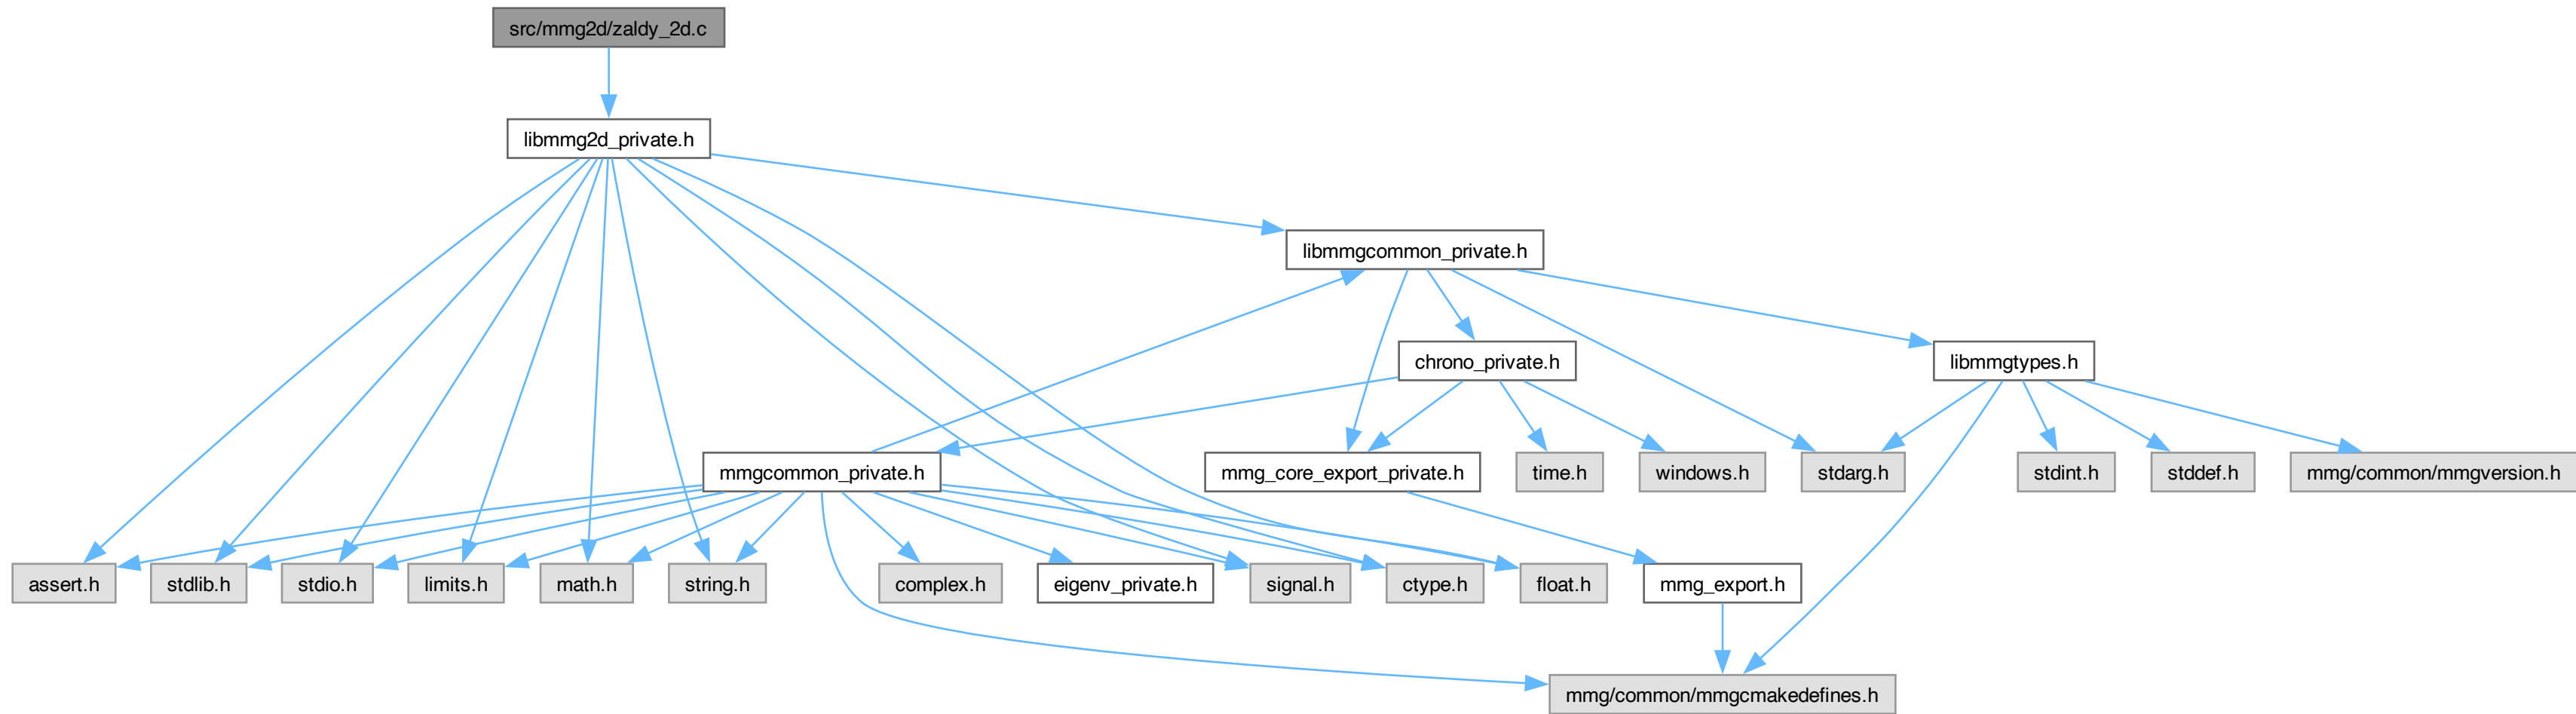 src/mmg2d/zaldy_2d.c
libmmg2d_private.h
libmmgcommon_private.h
chrono_private.h
libmmgtypes.h
mmgcommon_private.h
mmg_core_export_private.h
time.h
windows.h
stdarg.h
stdint.h
stddef.h
mmg/common/mmgversion.h
assert.h
stdlib.h
stdio.h
limits.h
math.h
string.h
complex.h
eigenv_private.h
signal.h
ctype.h
float.h
mmg_export.h
mmg/common/mmgcmakedefines.h